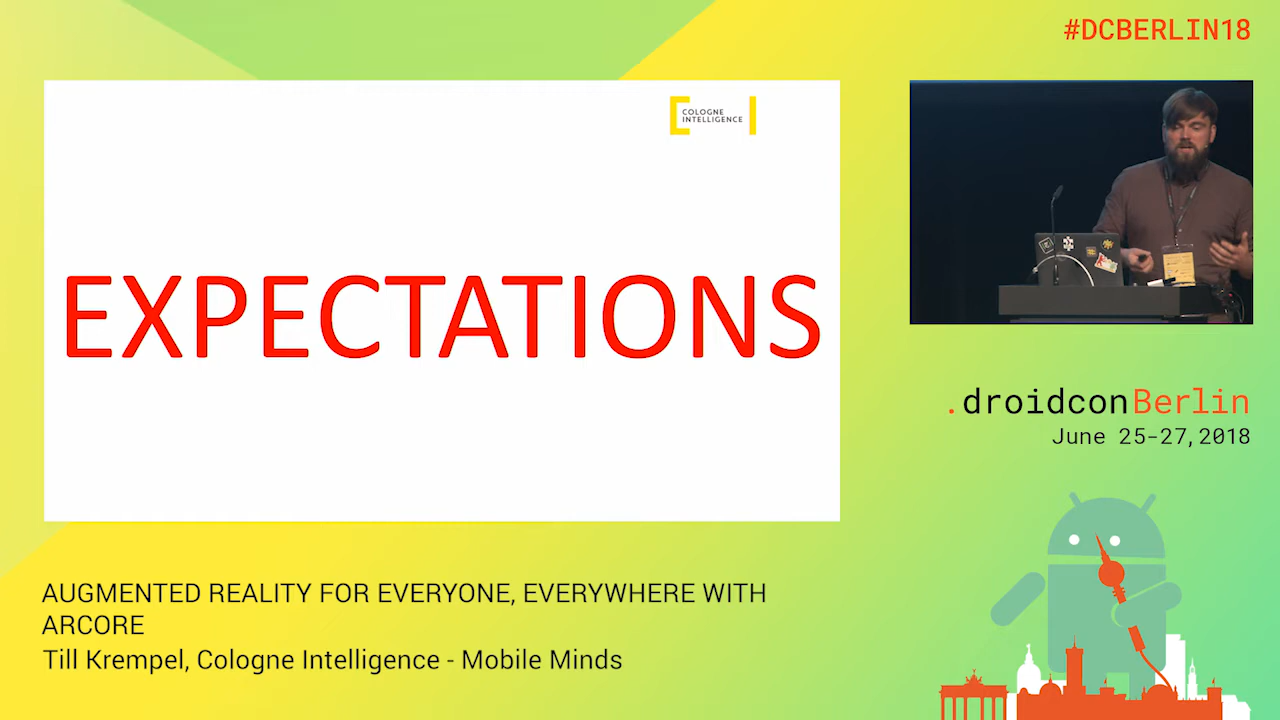 #DCBERLIN18
COLOGNE
INTELLIGENCE
EXPECTATIONS
.droidconBerlin
June 25-27,2018
AUGMENTED REALITY FOR EVERYONE, EVERYWHERE WITH
ARCORE
Till Krempel, Cologne Intelligence - Mobile Minds